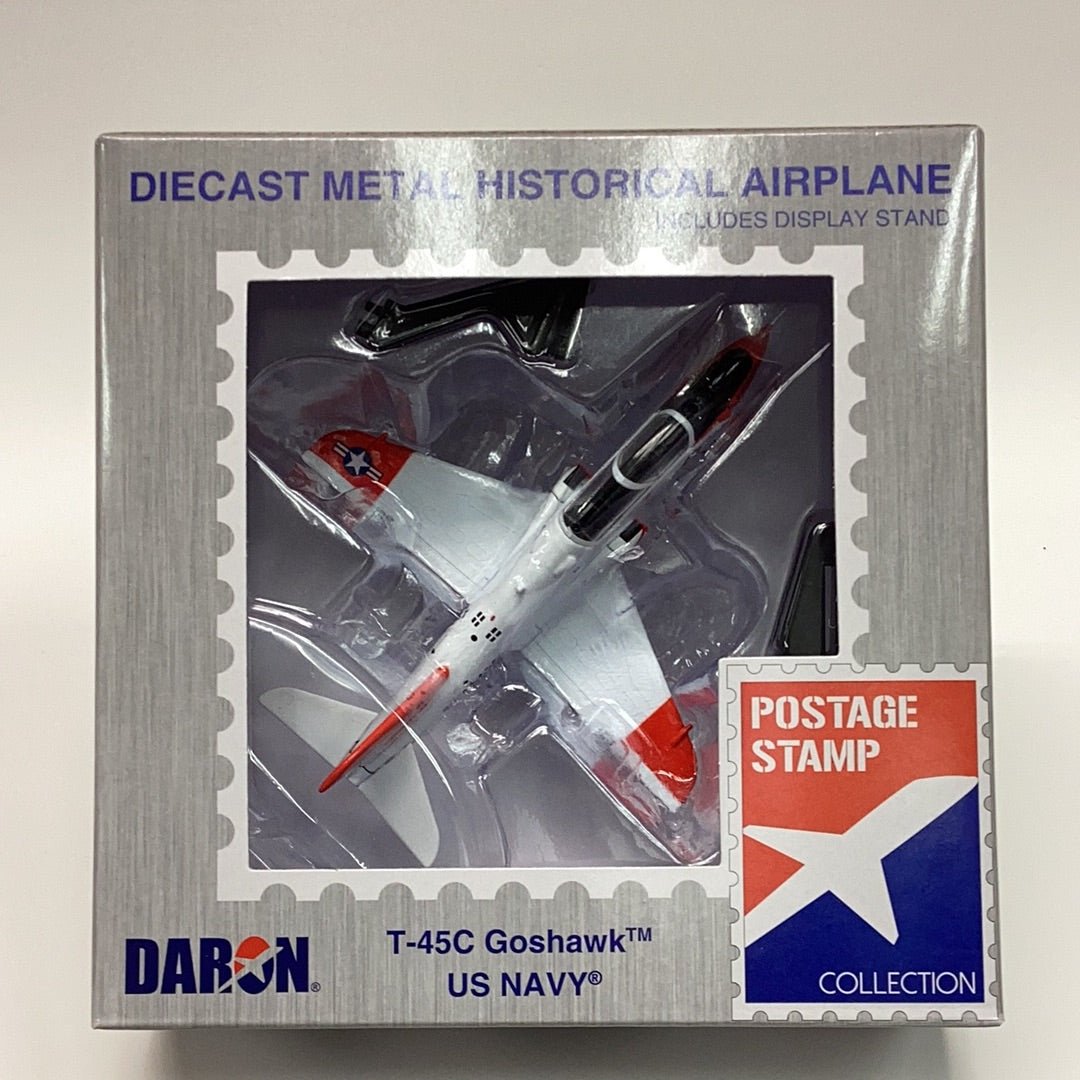 DIECAST METAL HISTORICAL AIRPLANE
INCLUDES DISPLAY STAND
POSTAGE
STAMP
COLLECTION
DARON®
T-45C Goshawk™
US NAVY®